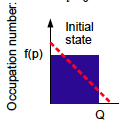 Occupation number:
Initial
state
f(p)
Q